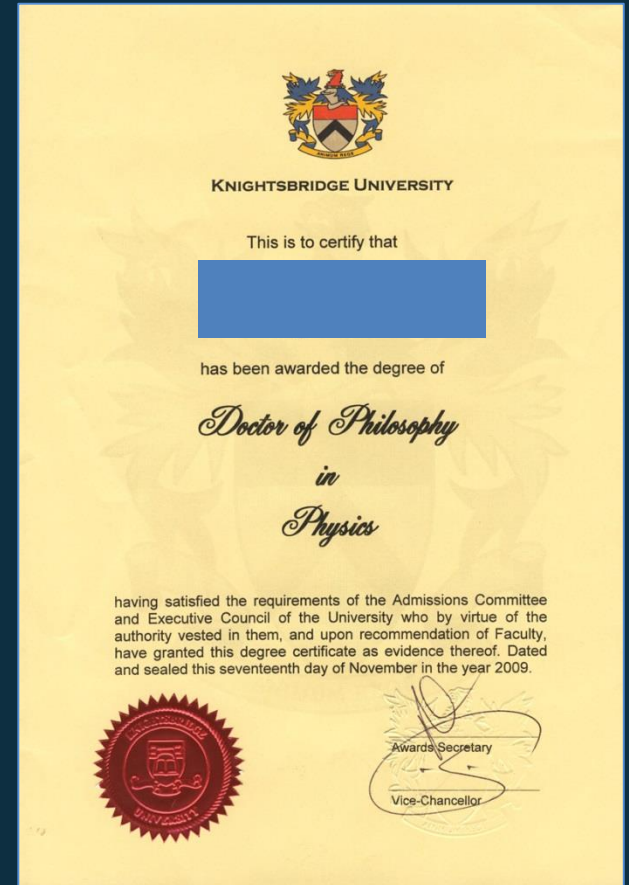 KNIGHTSBRIDGE UNIVERSITY
This is to certify that
has been awarded the degree of
Doctor of Philosophy
in
Physics
having satisfied the requirements of the Admissions Committee
and Executive Council of the University who by virtue of the
authority vested in them, and upon recommendation of Faculty,
have granted this degree certificate as evidence thereof. Dated
and sealed this seventeenth day of November in the year 2009.
KNIGHTSBRIDGE
UNIVERSITY
Awards Secretary
Vice-Chancellor